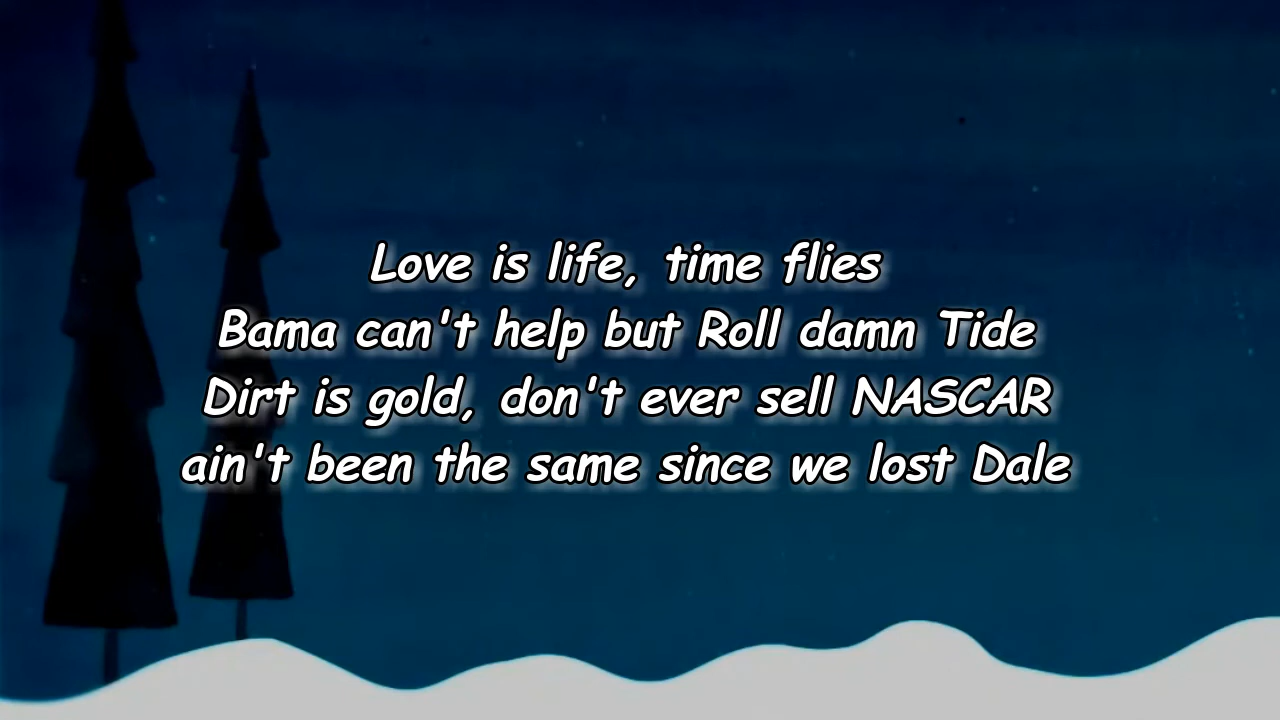 Love is life, time flies
Bama can't help but Roll damn Tide
Dirt is gold, don't ever sell NASCAR
ain't been the same since we lost Dale